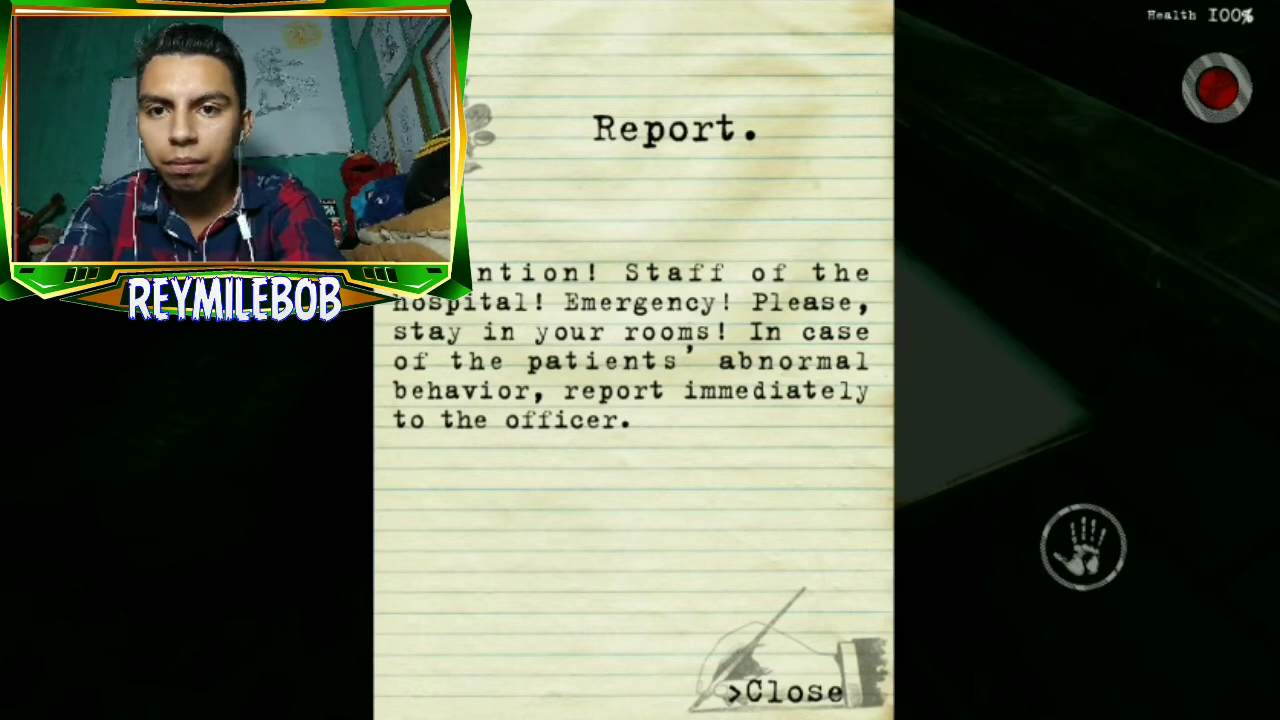 Health 100%
Report.
ntion! Staff of the
hospital! Emergency! Please,
stay in your rooms! In case
of the patients' abnormal
behavior, report immediately
to the officer.
>Close
REYMILEBOB